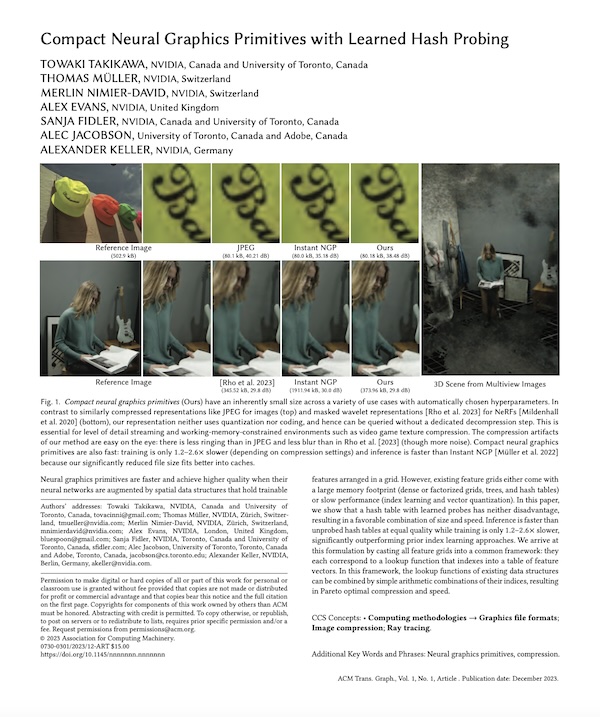 Compact Neural Graphics Primitives with Learned Hash Probing
TOWAKI TAKIKAWA, NVIDIA, Canada and University of Toronto, Canada
THOMAS MÜLLER, NVIDIA, Switzerland
MERLIN NIMIER-DAVID, NVIDIA, Switzerland
ALEX EVANS, NVIDIA, United Kingdom
SANJA FIDLER, NVIDIA, Canada and University of Toronto, Canada
ALEC JACOBSON, University of Toronto, Canada and Adobe, Canada
ALEXANDER KELLER, NVIDIA, Germany
Ba Ba Ba Ba
Reference Image JPEG Instant NGP Ours
(502.9 kB) (80.1 kB, 40.21 dB) (80.0 kB, 35.18 dB) (80.18 kB, 38.48 dB)
Reference Image [Rho et al. 2023] Instant NGP Ours 3D Scene from Multiview Images
(345.52 kB, 29.8 dB) (1911.94 kB, 30.0 dB) (373.96 kB, 29.8 dB)
Fig. 1. Compact neural graphics primitives (Ours) have an inherently small size across a variety of use cases with automatically chosen hyperparameters. In
contrast to similarly compressed representations like JPEG for images (top) and masked wavelet representations [Rho et al. 2023] for NeRFs [Mildenhall
et al. 2020] (bottom), our representation neither uses quantization nor coding, and hence can be queried without a dedicated decompression step. This is
essential for level of detail streaming and working-memory-constrained environments such as video game texture compression. The compression artifacts
of our method are easy on the eye: there is less ringing than in JPEG and less blur than in Rho et al. [2023] (though more noise). Compact neural graphics
primitives are also fast: training is only 1.2–2.6× slower (depending on compression settings) and inference is faster than Instant NGP [Müller et al. 2022]
because our significantly reduced file size fits better into caches.
Neural graphics primitives are faster and achieve higher quality when their
neural networks are augmented by spatial data structures that hold trainable
Authors' addresses: Towaki Takikawa, NVIDIA, Canada and University of
Toronto, Canada, tovacinni@gmail.com; Thomas Müller, NVIDIA, Zürich, Switzer-
land, tmueller@nvidia.com; Merlin Nimier-David, NVIDIA, Zürich, Switzerland,
mnimierdavid@nvidia.com; Alex Evans, NVIDIA, London, United Kingdom,
bluespoon@gmail.com; Sanja Fidler, NVIDIA, Toronto, Canada and University of
Toronto, Canada, sfidler.com; Alec Jacobson, University of Toronto, Toronto, Canada
and Adobe, Toronto, Canada, jacobson@cs.toronto.edu; Alexander Keller, NVIDIA,
Berlin, Germany, akeller@nvidia.com.
Permission to make digital or hard copies of all or part of this work for personal or
classroom use is granted without fee provided that copies are not made or distributed
for profit or commercial advantage and that copies bear this notice and the full citation
on the first page. Copyrights for components of this work owned by others than ACM
must be honored. Abstracting with credit is permitted. To copy otherwise, or republish,
to post on servers or to redistribute to lists, requires prior specific permission and/or a
fee. Request permissions from permissions@acm.org.
© 2023 Association for Computing Machinery.
0730-0301/2023/12-ART $15.00
https://doi.org/10.1145/nnnnnnn.nnnnnnn
features arranged in a grid. However, existing feature grids either come with
a large memory footprint (dense or factorized grids, trees, and hash tables)
or slow performance (index learning and vector quantization). In this paper,
we show that a hash table with learned probes has neither disadvantage,
resulting in a favorable combination of size and speed. Inference is faster than
unprobed hash tables at equal quality while training is only 1.2–2.6× slower,
significantly outperforming prior index learning approaches. We arrive at
this formulation by casting all feature grids into a common framework: they
each correspond to a lookup function that indexes into a table of feature
vectors. In this framework, the lookup functions of existing data structures
can be combined by simple arithmetic combinations of their indices, resulting
in Pareto optimal compression and speed.
CCS Concepts: • Computing methodologies → Graphics file formats;
Image compression; Ray tracing.
Additional Key Words and Phrases: Neural graphics primitives, compression.
ACM Trans. Graph., Vol. 1, No. 1, Article . Publication date: December 2023.